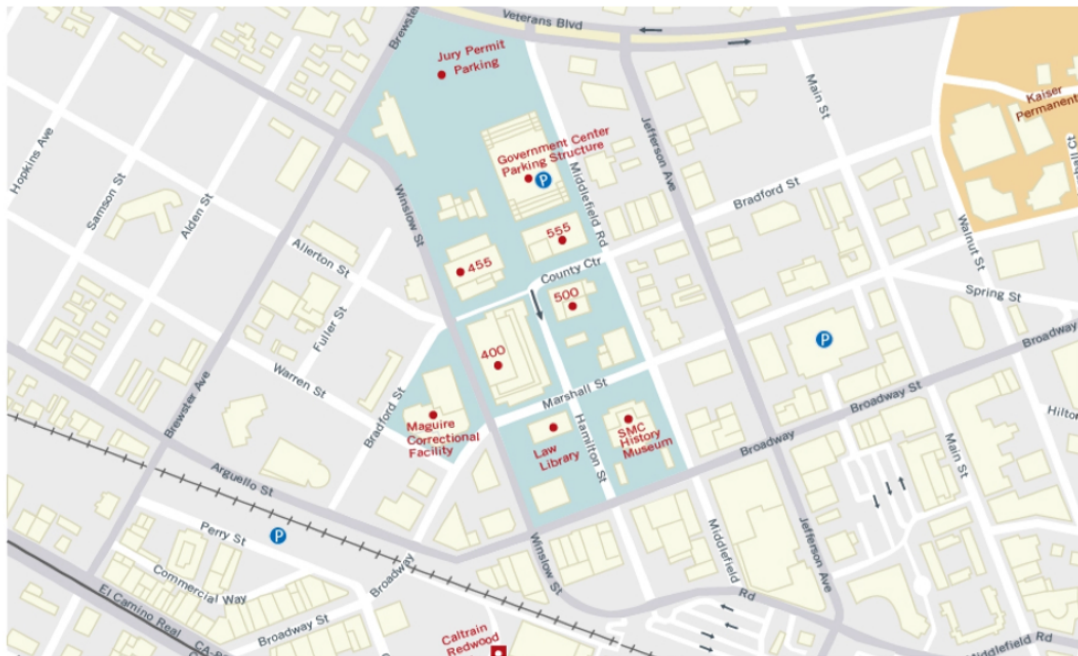 Veterans Blvd
Brewster
Jury Permit
Parking
Main St
Kaiser
Permanent
Hopkins Ave
Samson St
Alden St
Government Center
Parking Structure
P
Jefferson Ave
Middlefield Rd
Bradford St
Winslow St
Allerton St
555
455
County Ctr
Walnut St
500
Spring St
Fuller St
Broadway
P
400
Warren St
Marshall St
Broadway St
Brewster Ave
Bradford St
Maguire
Correctional
Facility
Law
Library
Hamilton St
SMC
History
Museum
Broadway
Main St
Arguello St
Perry St
P
Commercial Way
Broadway
Winslow St
Middlefield
Rd
Jefferson Ave
El Camino Real
Broadway St
Caltrain
Redwood
Middlefield Rd